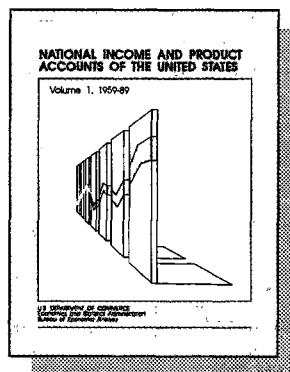 NATIONAL INCOME AND PRODUCT
ACCOUNTS OF THE UNITED STATES
Volume 1, 1959-89
U.S. DEPARTMENT OF COMMERCE
Economics and Statistics Administration
Bureau of Economic Analysis